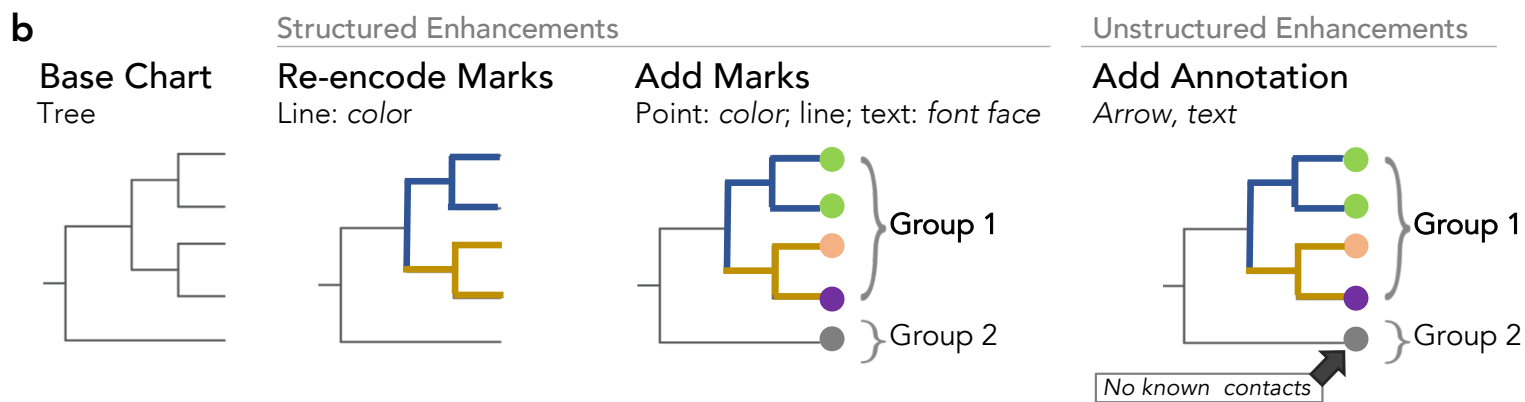 b
Structured Enhancements
Unstructured Enhancements
Base Chart
Tree
Re-encode Marks
Line: color
Add Marks
Point: color; line; text: font face
Add Annotation
Arrow, text
Group 1
Group 2
Group 1
Group 2
No known contacts